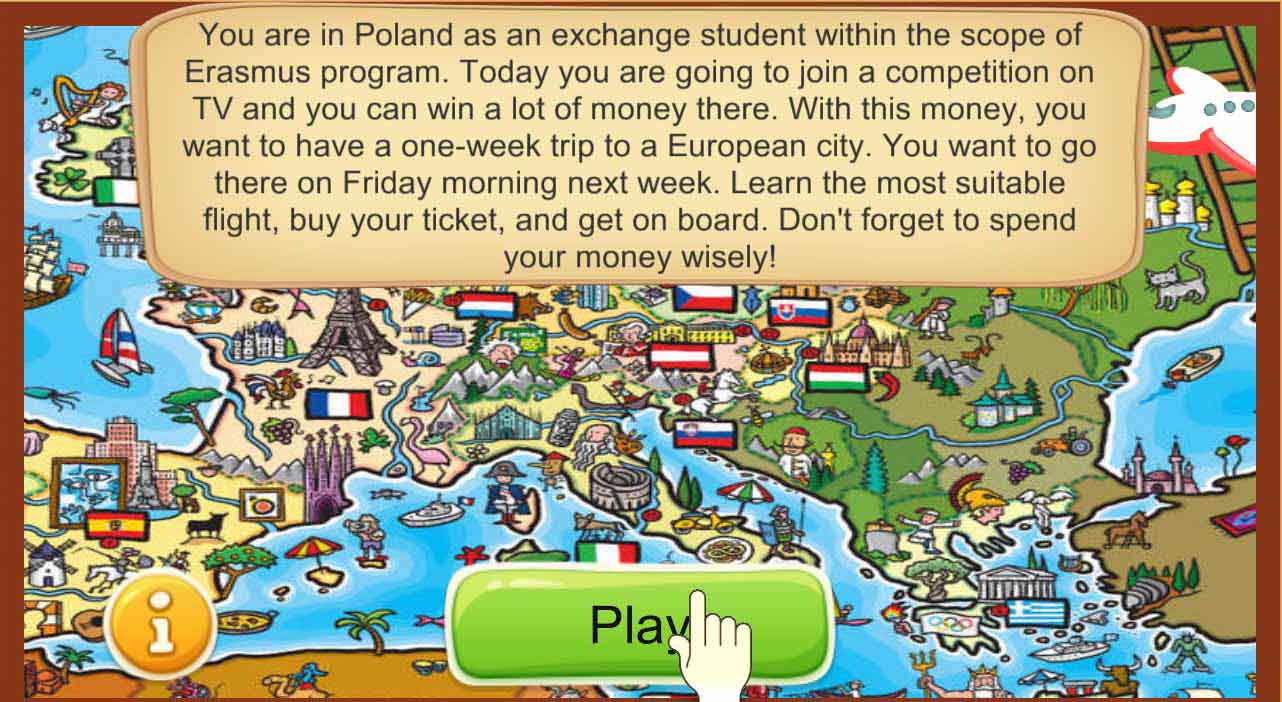 You are in Poland as an exchange student within the scope of
Erasmus program. Today you are going to join a competition on
TV and you can win a lot of money there. With this money, you
want to have a one-week trip to a European city. You want to go
there on Friday morning next week. Learn the most suitable
flight, buy your ticket, and get on board. Don't forget to spend
your money wisely!
Play